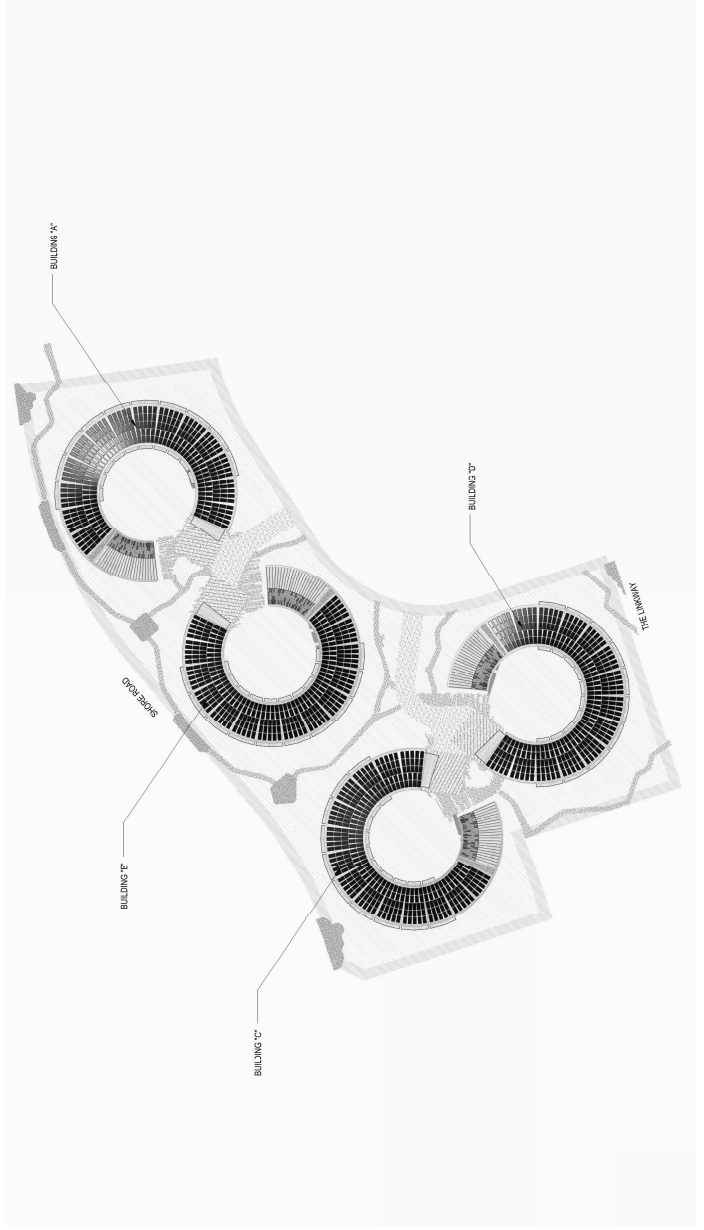 BUILDING "A"
BUILDING "D"
THE LINKWAY
SHORE ROAD
BUILDING "B"
BUILDING "C"